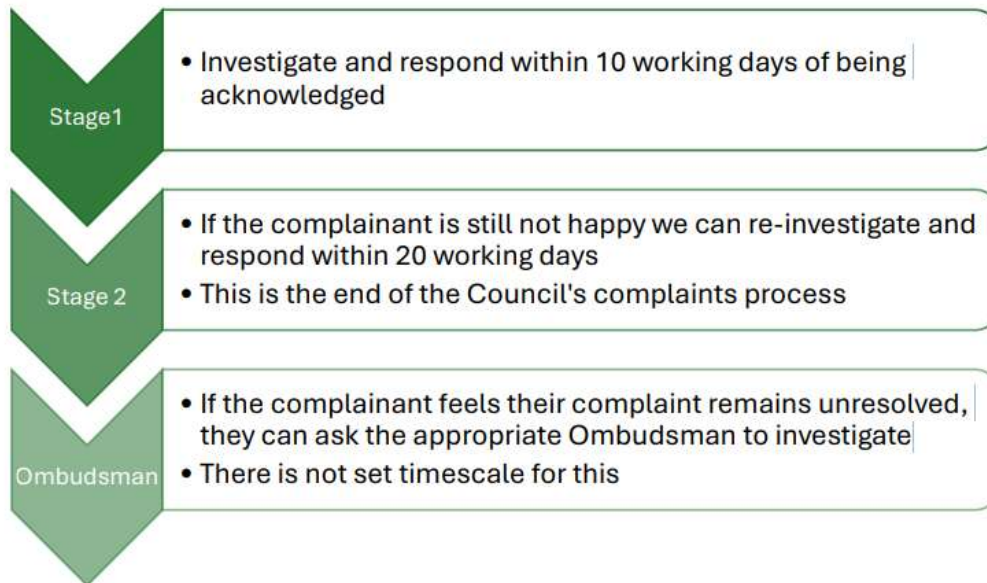 Stage1
• Investigate and respond within 10 working days of being
acknowledged
Stage 2
• If the complainant is still not happy we can re-investigate and
respond within 20 working days
• This is the end of the Council's complaints process
Ombudsman
• If the complainant feels their complaint remains unresolved,
they can ask the appropriate Ombudsman to investigate
• There is not set timescale for this